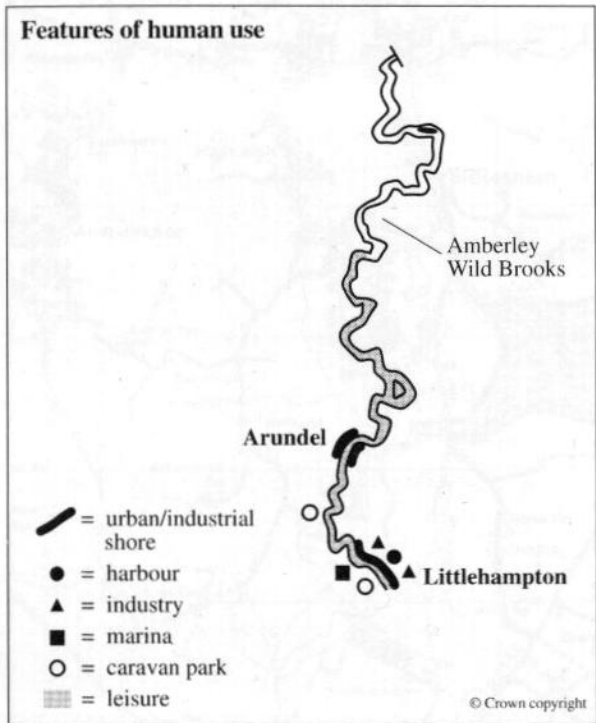 Features of human use
Amberley
Wild Brooks
Arundel
Littlehampton
= urban/industrial
shore
= harbour
= industry
= marina
= caravan park
= leisure
© Crown copyright